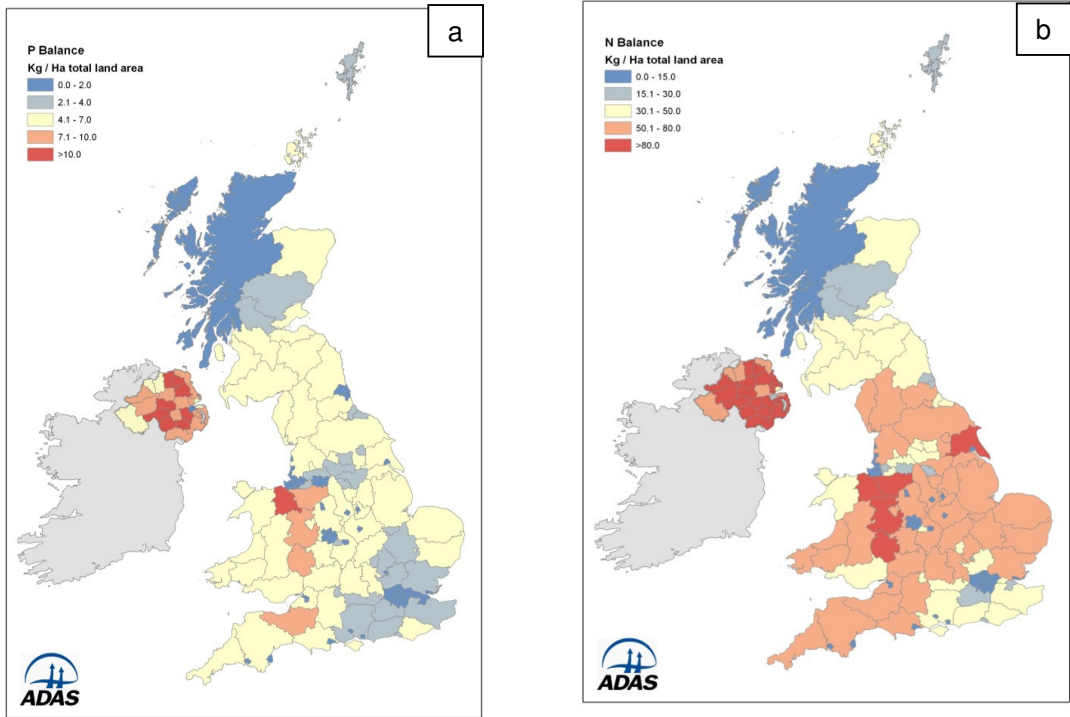 a
P Balance
Kg / Ha total land area
0.0 - 2.0
2.1 - 4.0
4.1 - 7.0
7.1 - 10.0
>10.0
ADAS
b
N Balance
Kg / Ha total land area
0.0 - 15.0
15.1 - 30.0
30.1 - 50.0
50.1 - 80.0
>80.0
ADAS